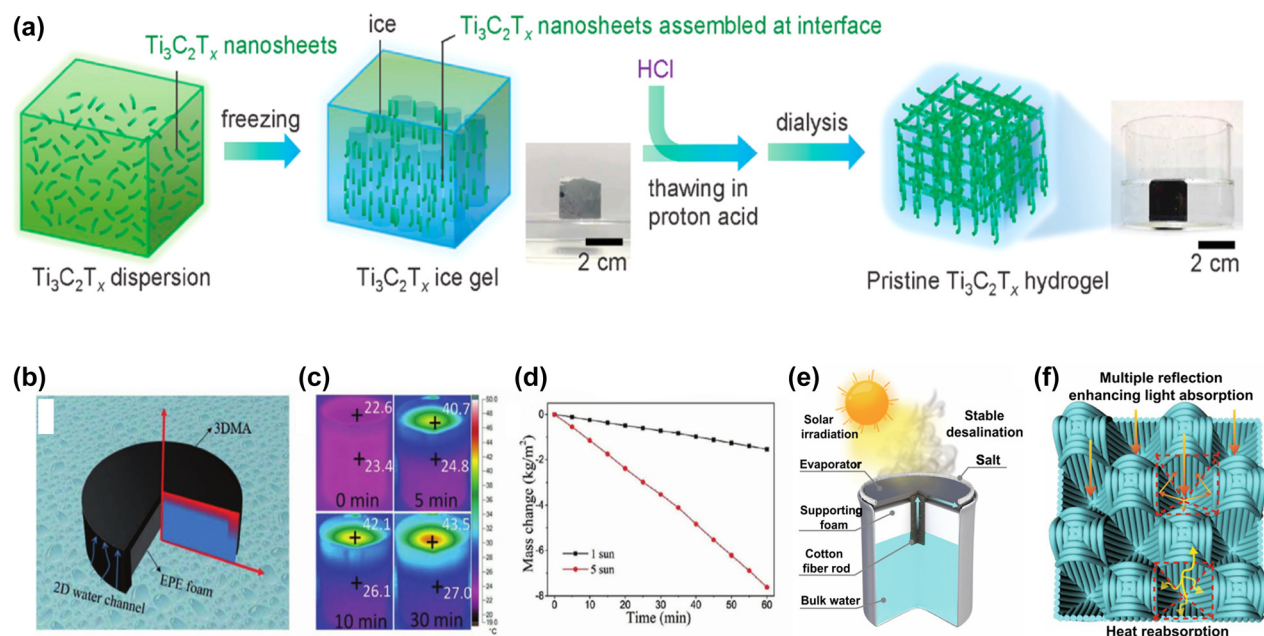 (a)
Ti₃C₂Tₓ nanosheets
ice
Ti₃C₂Tₓ nanosheets assembled at interface
freezing
HCl
thawing in
proton acid
dialysis
2 cm
2 cm
Ti₃C₂Tₓ dispersion
Ti₃C₂Tₓ ice gel
Pristine Ti₃C₂Tₓ hydrogel
(b)
3DMA
EPE foam
2D water channel
(c)
22.6
23.4
0 min
40.7
24.8
5 min
42.1
26.1
10 min
43.5
27.0
30 min
50.0
48
46
44
42
40
38
36
34
32
30
28
26
24
22
19.0
°C
(d)
Mass change (kg/m²)
0
-2
-4
-6
-8
1 sun
5 sun
0 10 20 30 40 50 60
Time (min)
(e)
Solar
irradiation
Stable
desalination
Evaporator
Salt
Supporting
foam
Cotton
fiber rod
Bulk water
(f)
Multiple reflection
enhancing light absorption
Heat reabsorption